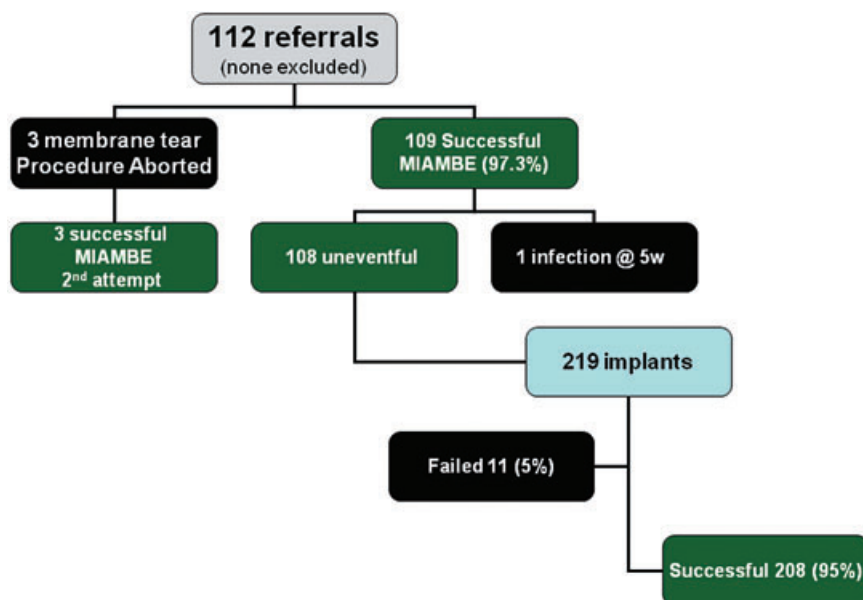 112 referrals
(none excluded)
3 membrane tear
Procedure Aborted
109 Successful
MIAMBE (97.3%)
3 successful
MIAMBE
2nd attempt
108 uneventful
1 infection @ 5w
219 implants
Failed 11 (5%)
Successful 208 (95%)